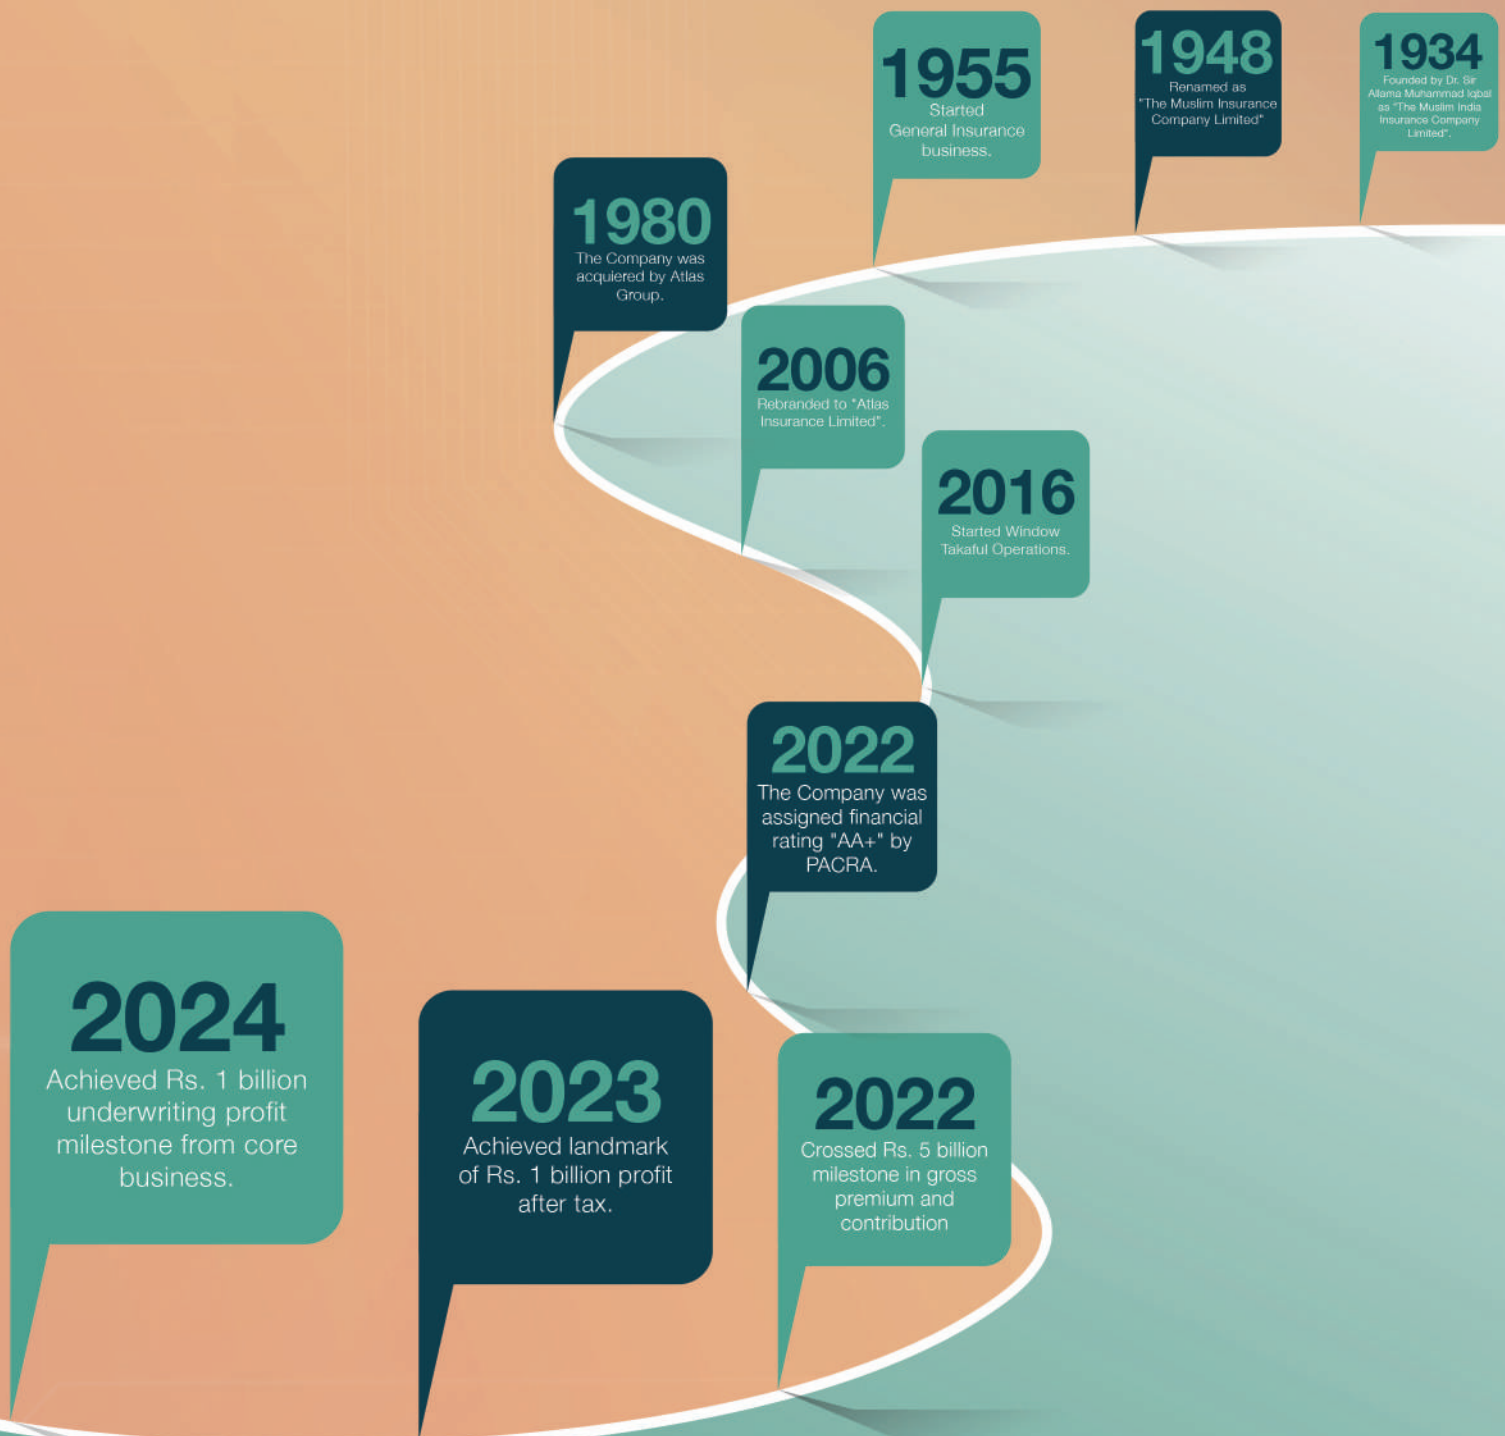 1934
Founded by Dr. Sir
Allama Muhammad Iqbal
as "The Muslim India
Insurance Company
Limited".
1948
Renamed as
"The Muslim Insurance
Company Limited"
1955
Started
General Insurance
business.
1980
The Company was
acquiered by Atlas
Group.
2006
Rebranded to "Atlas
Insurance Limited".
2016
Started Window
Takaful Operations.
2022
The Company was
assigned financial
rating "AA+" by
PACRA.
2022
Crossed Rs. 5 billion
milestone in gross
premium and
contribution
2023
Achieved landmark
of Rs. 1 billion profit
after tax.
2024
Achieved Rs. 1 billion
underwriting profit
milestone from core
business.